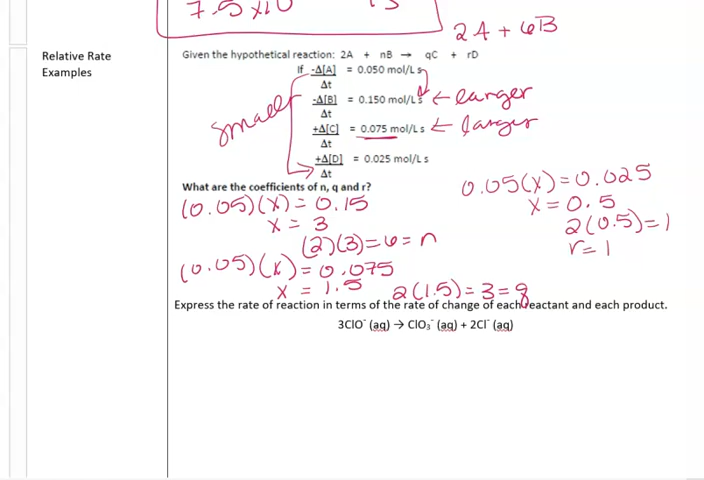 7.5 x10
2A + 6B
Relative Rate
Examples
Given the hypothetical reaction: 2A + nB → qC + rD
If -Δ[A] = 0.050 mol/L s
Δt
-Δ[B] = 0.150 mol/L s ← larger
Δt
small
+Δ[C] = 0.075 mol/L s ← larger
Δt
+Δ[D] = 0.025 mol/L s
Δt
What are the coefficients of n, q and r?
(0.05)(x) = 0.15
x = 3
(2)(3) = 6 = n
(0.05)(x) = 0.075
x = 1.5
2(1.5) = 3 = q
0.05(x) = 0.025
x = 0.5
2(0.5) = 1
r = 1
Express the rate of reaction in terms of the rate of change of each reactant and each product.
3ClO⁻ (aq) → ClO₃⁻ (aq) + 2Cl⁻ (aq)